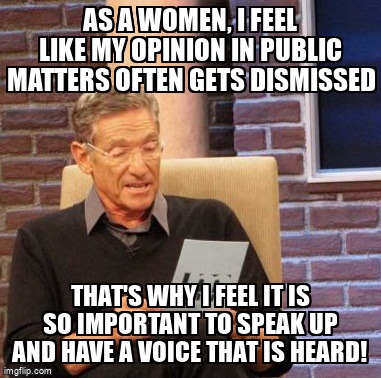 AS A WOMEN, I FEEL
LIKE MY OPINION IN PUBLIC
MATTERS OFTEN GETS DISMISSED
THAT'S WHY I FEEL IT IS
SO IMPORTANT TO SPEAK UP
AND HAVE A VOICE THAT IS HEARD!
imgflip.com